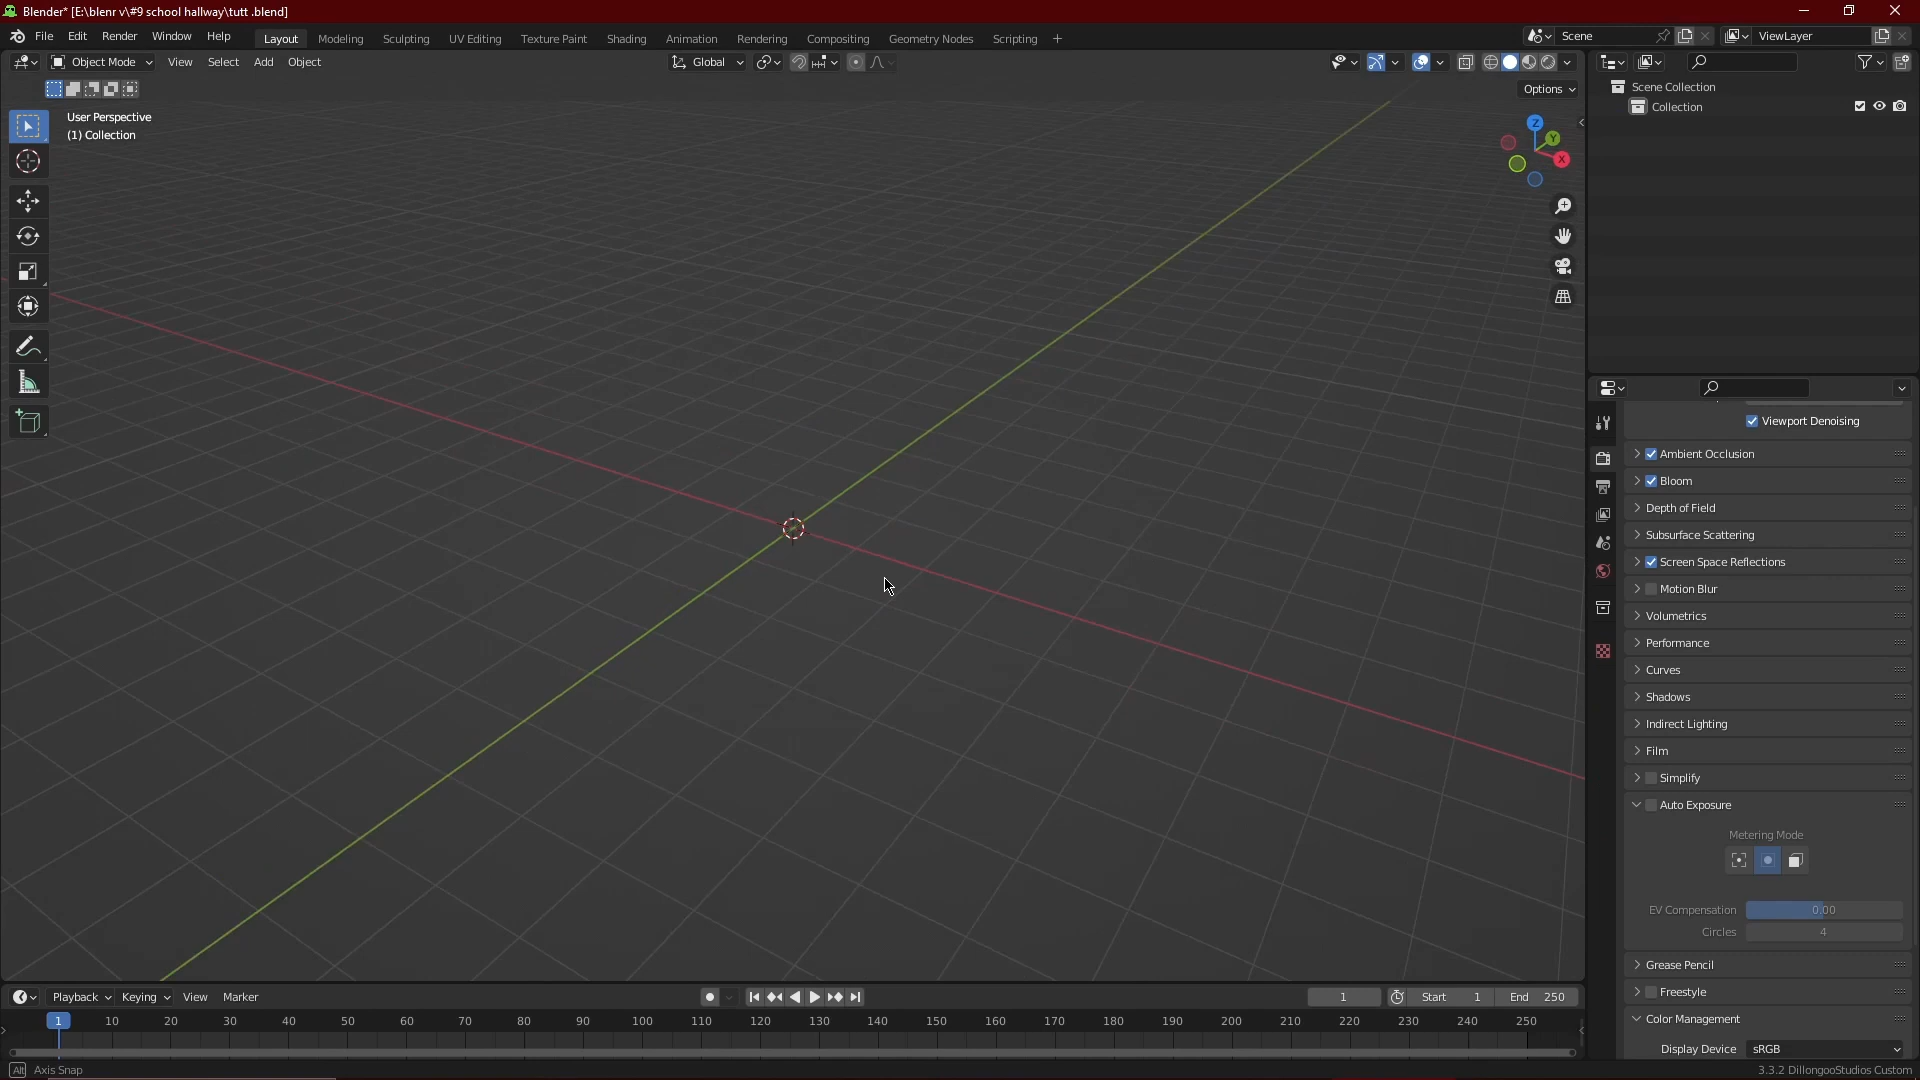 Blender* [E:\blenr v\#9 school hallway\tutt .blend]
File Edit Render Window Help Layout Modeling Sculpting UV Editing Texture Paint Shading Animation Rendering Compositing Geometry Nodes Scripting + Scene ViewLayer
Object Mode View Select Add Object Global
Options
User Perspective
(1) Collection
Z
Y
X
Scene Collection
Collection
Viewport Denoising
Ambient Occlusion
Bloom
Depth of Field
Subsurface Scattering
Screen Space Reflections
Motion Blur
Volumetrics
Performance
Curves
Shadows
Indirect Lighting
Film
Simplify
Auto Exposure
Metering Mode
EV Compensation 0.00
Circles 4
Grease Pencil
Freestyle
Color Management
Display Device sRGB
Playback Keying View Marker 1 Start 1 End 250
1 10 20 30 40 50 60 70 80 90 100 110 120 130 140 150 160 170 180 190 200 210 220 230 240 250
Alt Axis Snap
3.3.2 DillongooStudios Custom